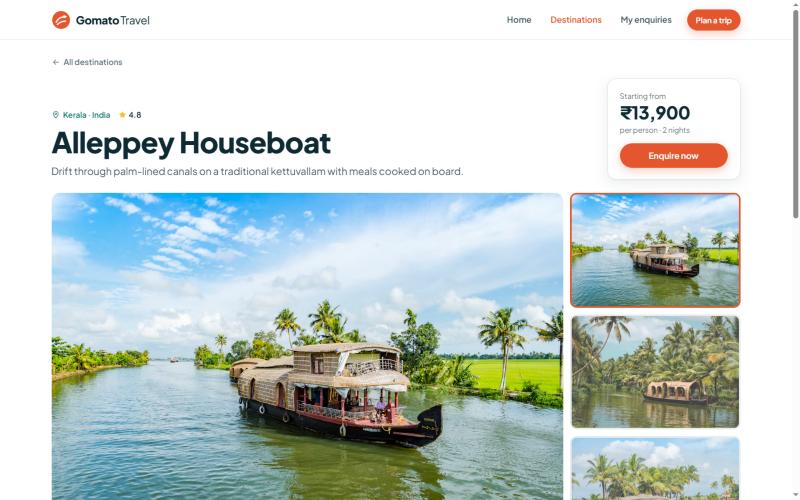 Gomato Travel
Home
Destinations
My enquiries
Plan a trip
← All destinations
Kerala · India
4.8
Alleppey Houseboat
Drift through palm-lined canals on a traditional kettuvallam with meals cooked on board.
Starting from
₹13,900
per person · 2 nights
Enquire now